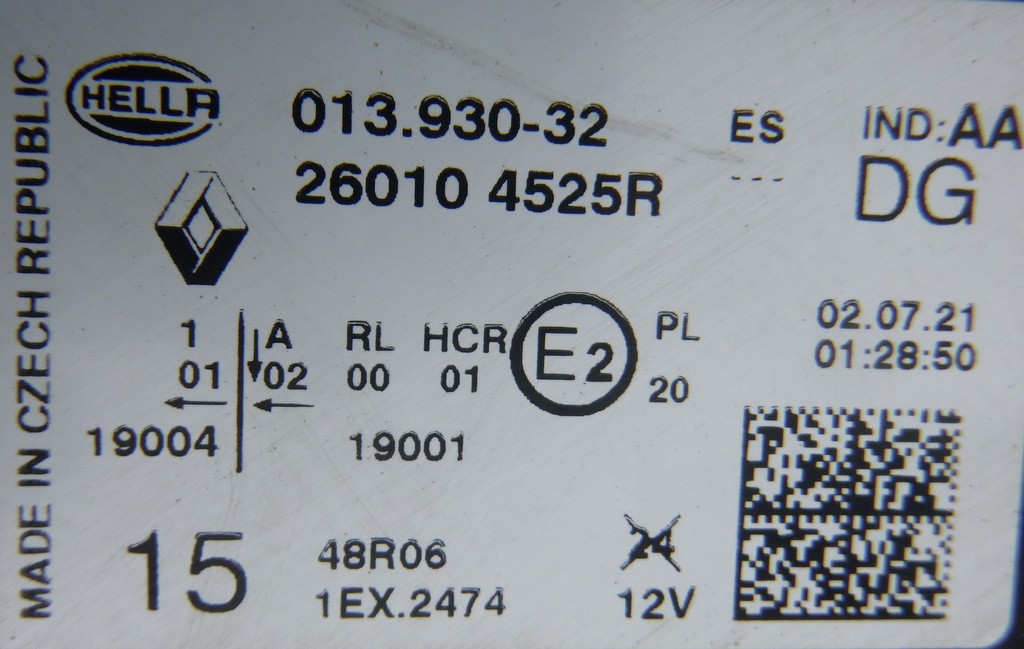 MADE IN CZECH REPUBLIC
HELLA
013.930-32
ES
IND:AA
26010 4525R
---
DG
1 A RL HCR E2 PL
01 02 00 01 20
02.07.21
01:28:50
19004 19001
15
48R06
24
1EX.2474
12V